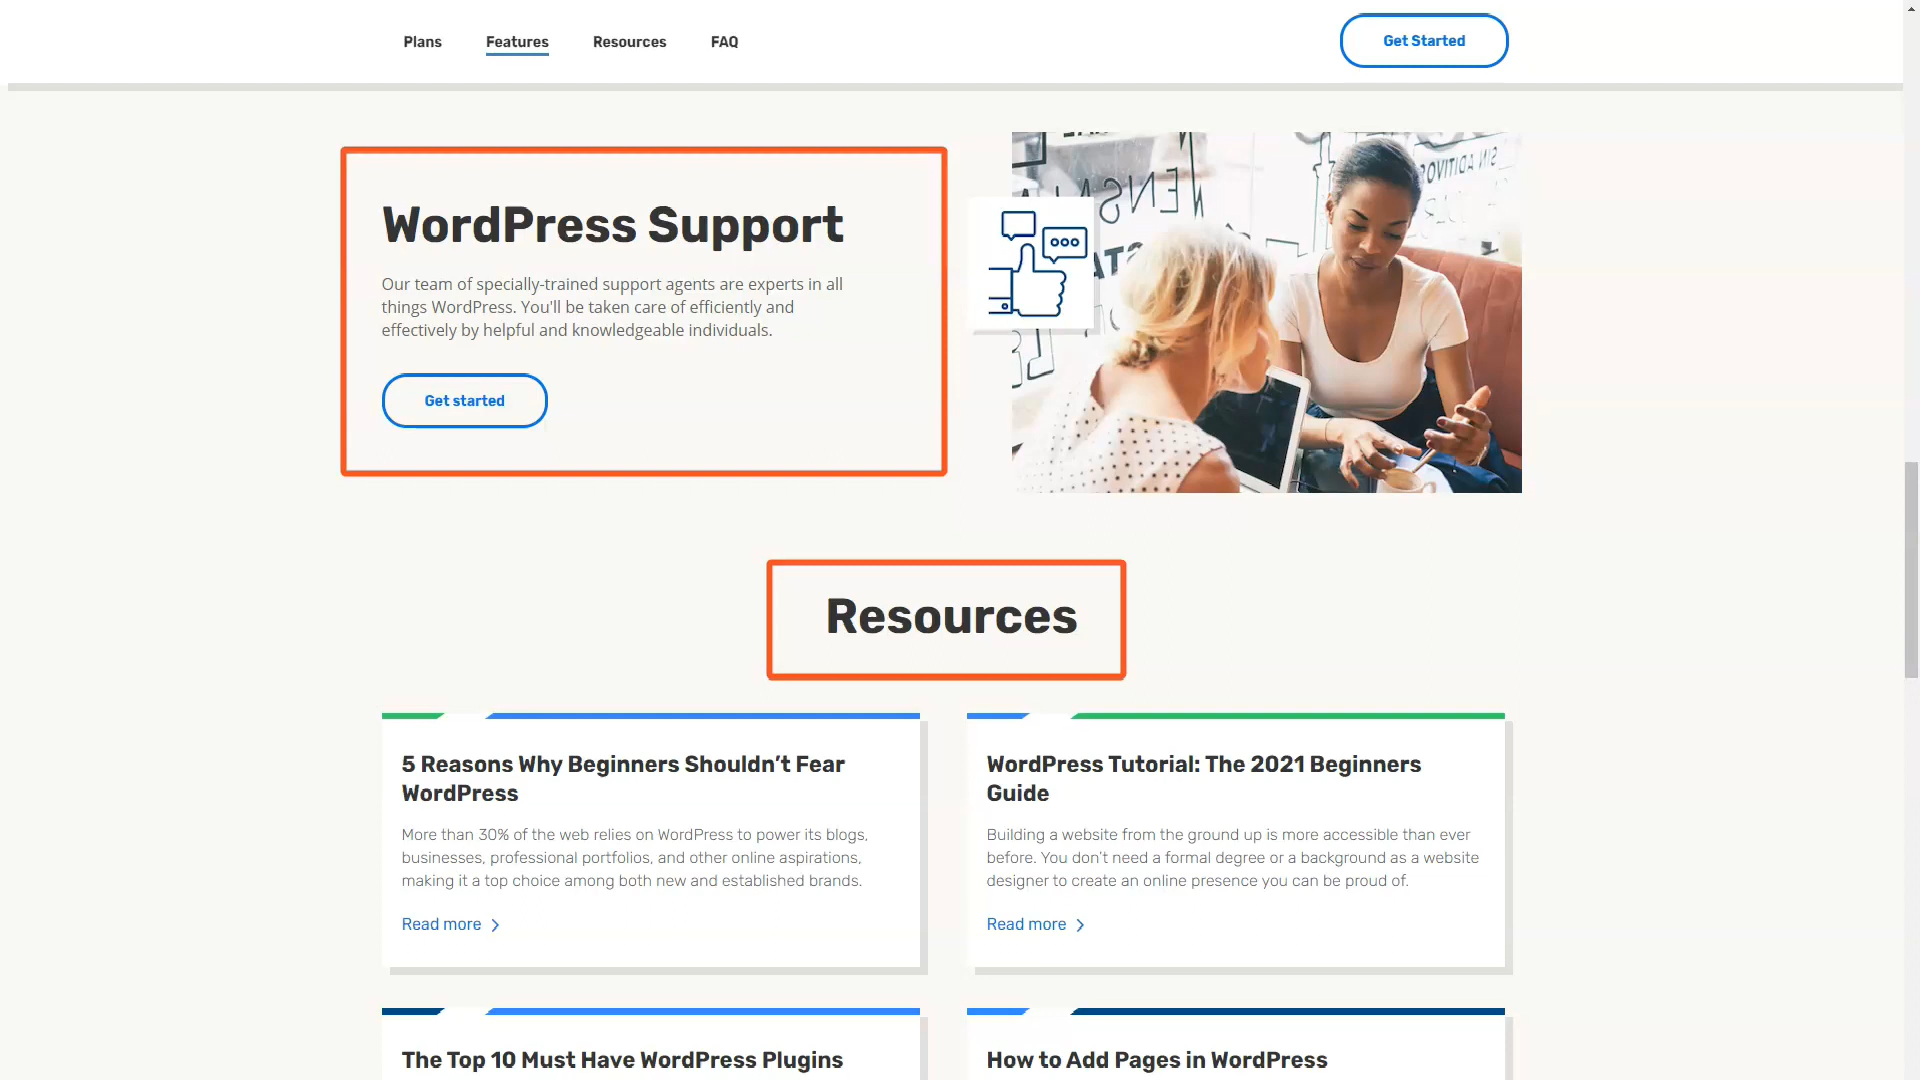 Plans Features Resources FAQ Get Started
WordPress Support
Our team of specially-trained support agents are experts in all
things WordPress. You'll be taken care of efficiently and
effectively by helpful and knowledgeable individuals.
Get started
SIN ADITIVOS
Resources
5 Reasons Why Beginners Shouldn’t Fear
WordPress
More than 30% of the web relies on WordPress to power its blogs,
businesses, professional portfolios, and other online aspirations,
making it a top choice among both new and established brands.
Read more
WordPress Tutorial: The 2021 Beginners
Guide
Building a website from the ground up is more accessible than ever
before. You don’t need a formal degree or a background as a website
designer to create an online presence you can be proud of.
Read more
The Top 10 Must Have WordPress Plugins
How to Add Pages in WordPress